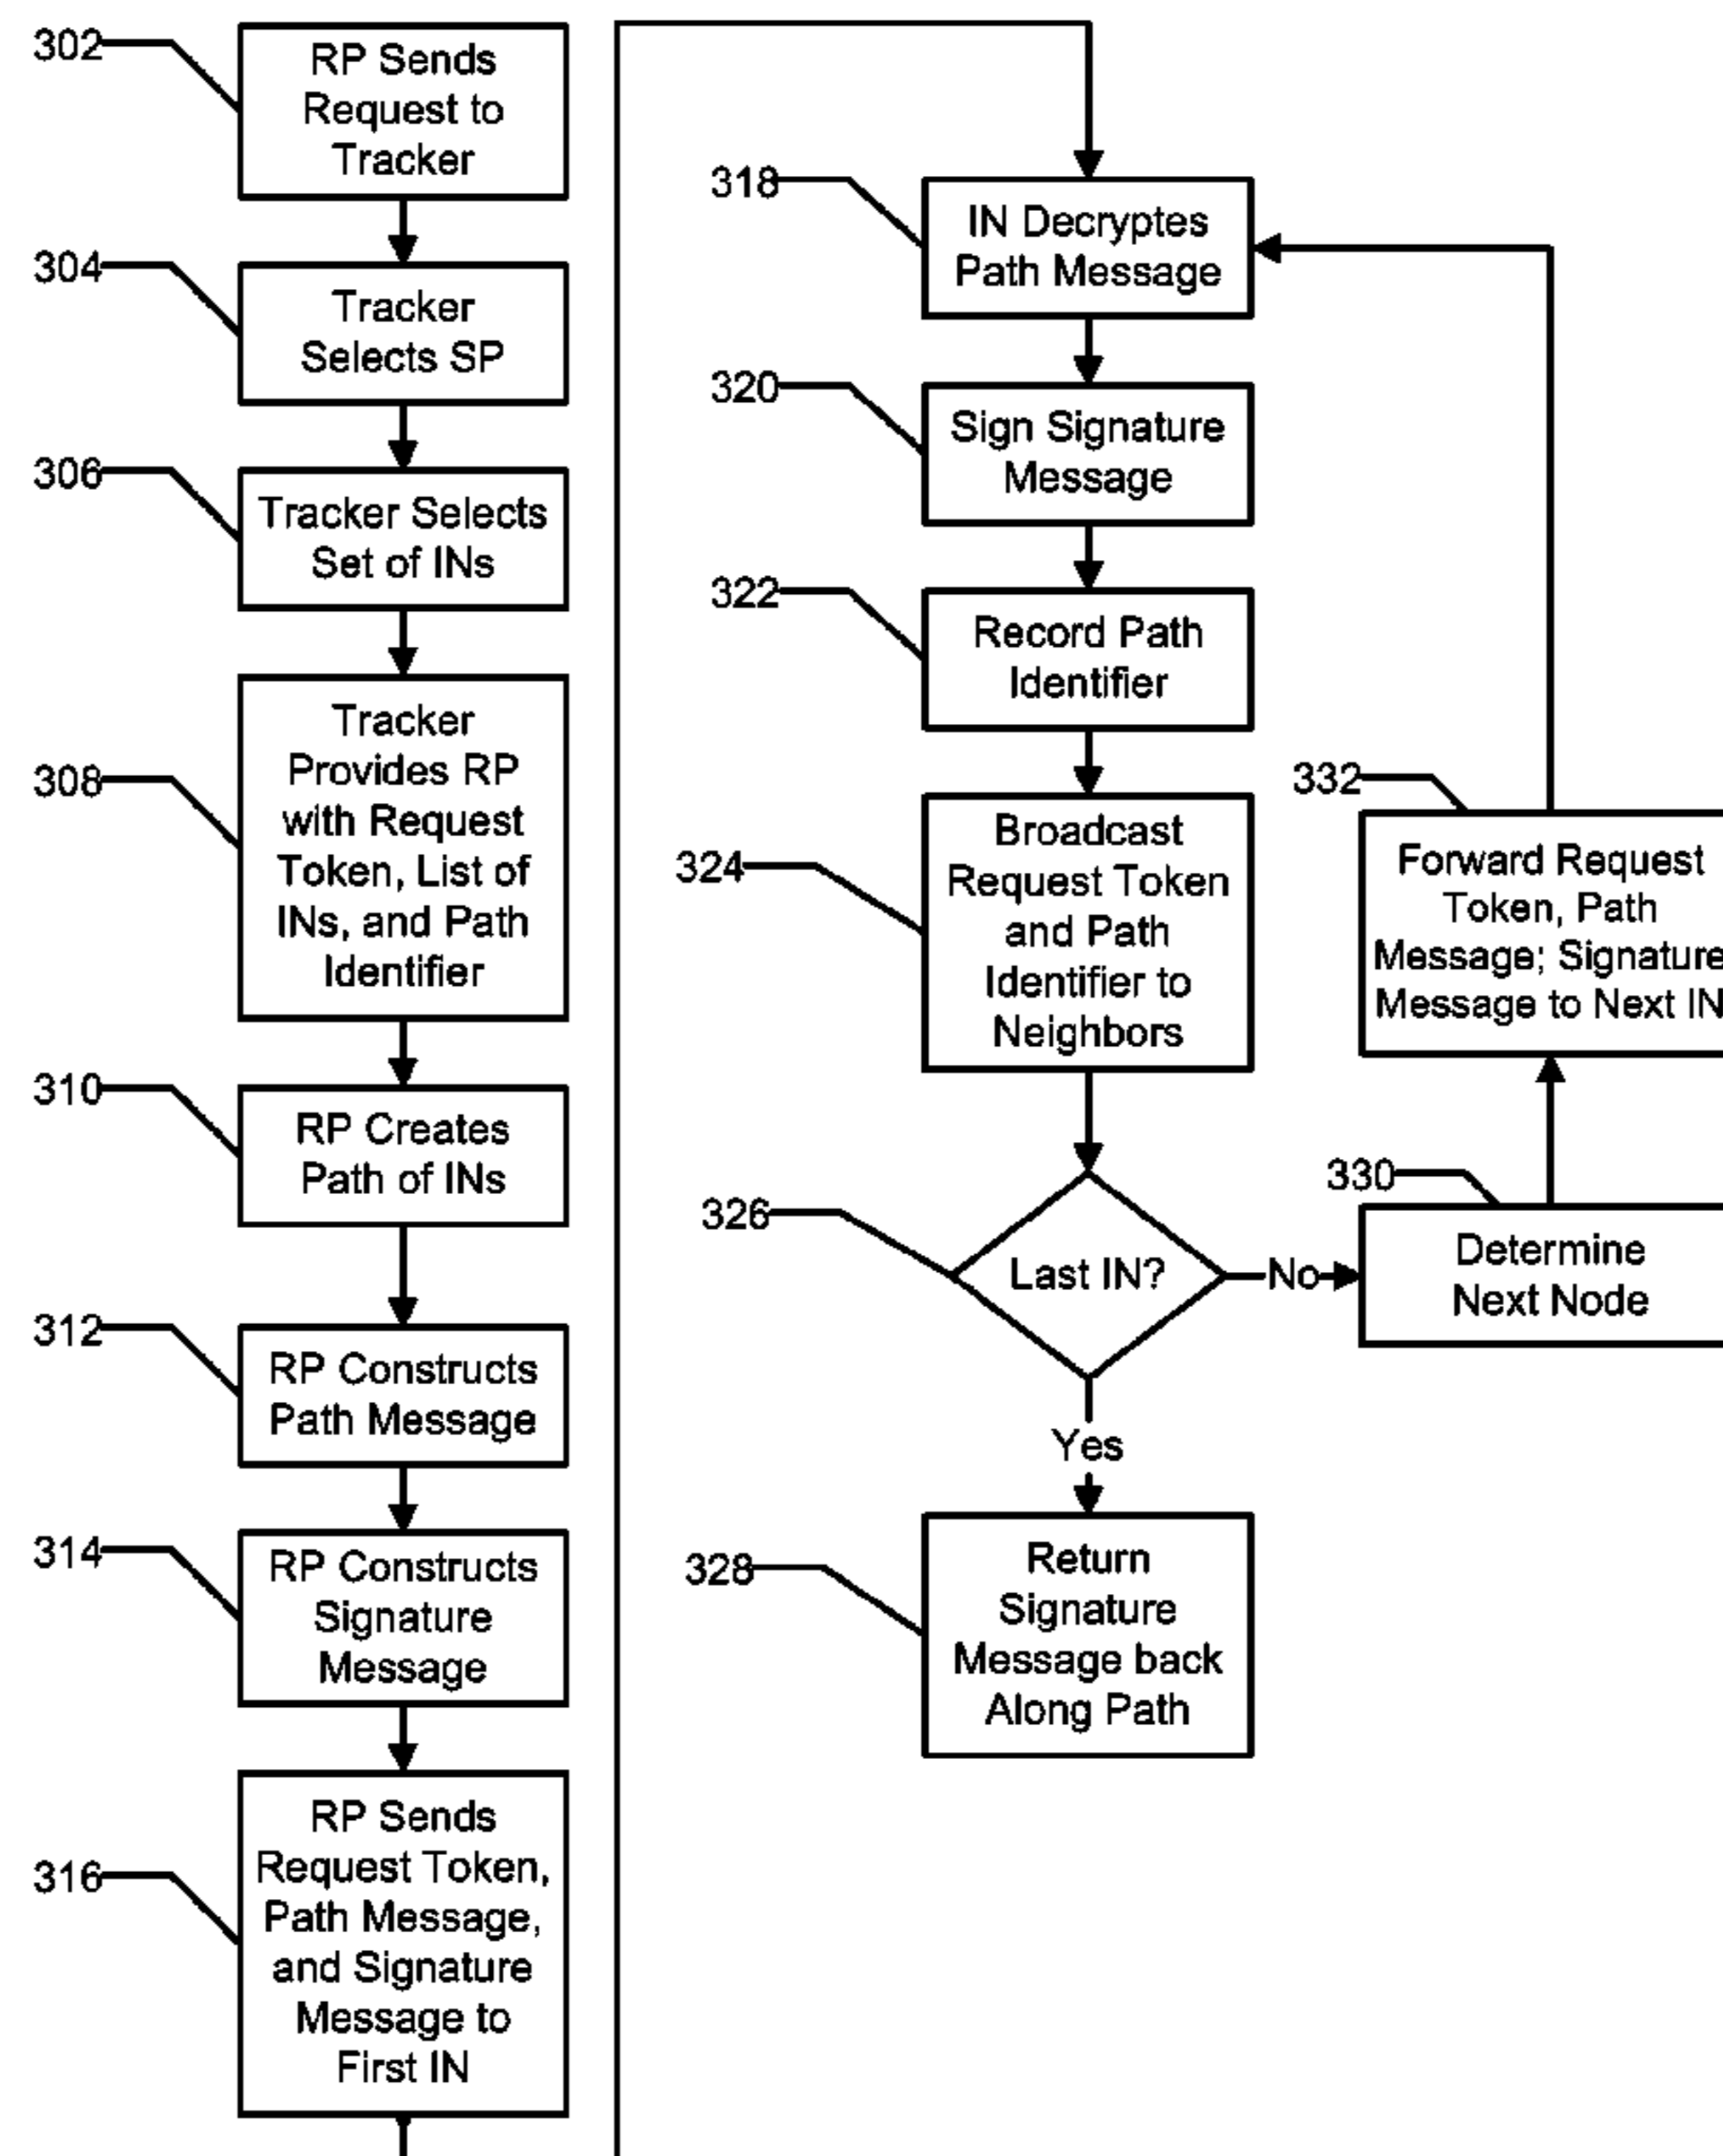 302
RP Sends
Request to
Tracker
304
Tracker
Selects SP
306
Tracker Selects
Set of INs
308
Tracker
Provides RP
with Request
Token, List of
INs, and Path
Identifier
310
RP Creates
Path of INs
312
RP Constructs
Path Message
314
RP Constructs
Signature
Message
316
RP Sends
Request Token,
Path Message,
and Signature
Message to
First IN
318
IN Decryptes
Path Message
320
Sign Signature
Message
322
Record Path
Identifier
324
Broadcast
Request Token
and Path
Identifier to
Neighbors
326
Last IN?
No
Yes
328
Return
Signature
Message back
Along Path
330
Determine
Next Node
332
Forward Request
Token, Path
Message; Signature
Message to Next IN